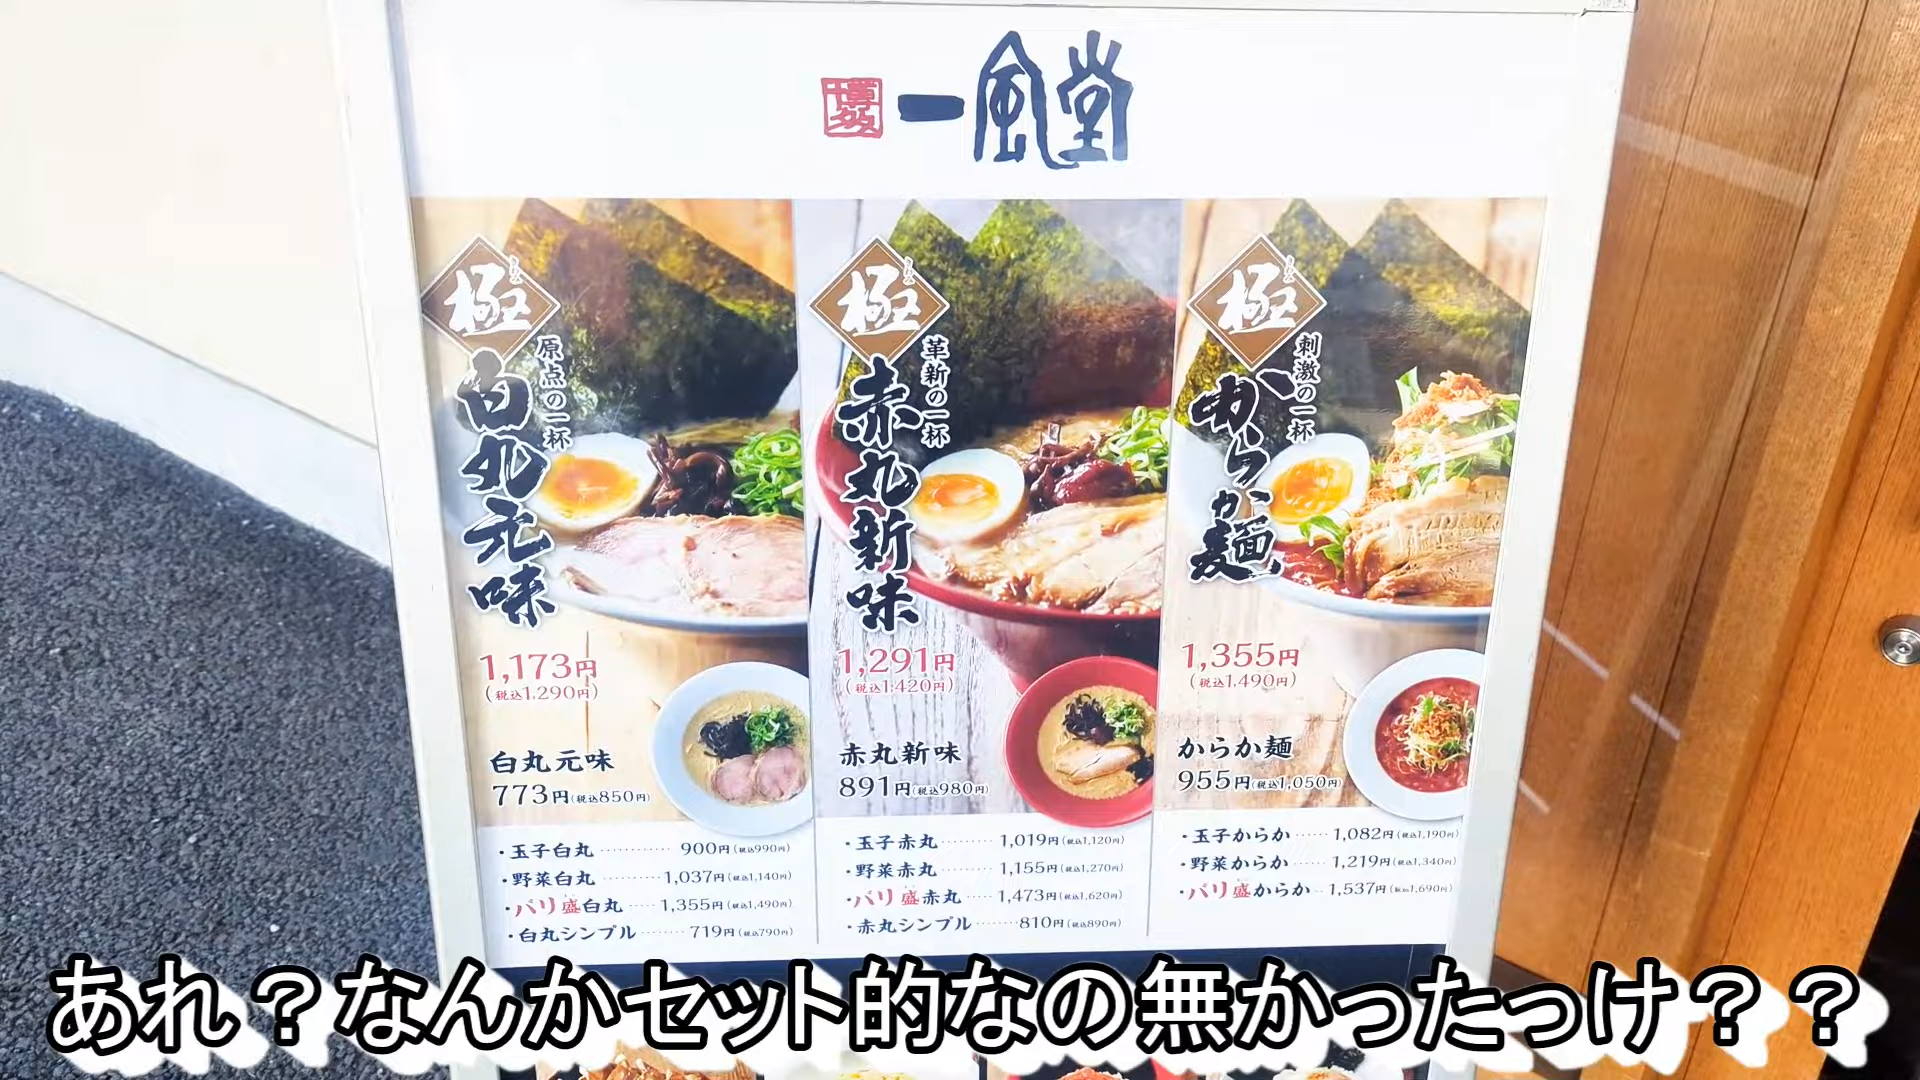 博多 一風堂
極
きわみ
原点の一杯
白丸元味
1,173円
(税込1,290円)
白丸元味
773円(税込850円)
・玉子白丸 ………… 900円(税込990円)
・野菜白丸 ……… 1,037円(税込1,140円)
・バリ盛白丸 …… 1,355円(税込1,490円)
・白丸シンプル …… 719円(税込790円)
極
きわみ
革新の一杯
赤丸新味
1,291円
(税込1,420円)
赤丸新味
891円(税込980円)
・玉子赤丸 ……… 1,019円(税込1,120円)
・野菜赤丸 ……… 1,155円(税込1,270円)
・バリ盛赤丸 …… 1,473円(税込1,620円)
・赤丸シンプル …… 810円(税込890円)
極
きわみ
刺激の一杯
からか麺
1,355円
(税込1,490円)
からか麺
955円(税込1,050円)
・玉子からか …… 1,082円(税込1,190円)
・野菜からか …… 1,219円(税込1,340円)
・バリ盛からか … 1,537円(税込1,690円)
あれ？なんかセット的なの無かったっけ？？